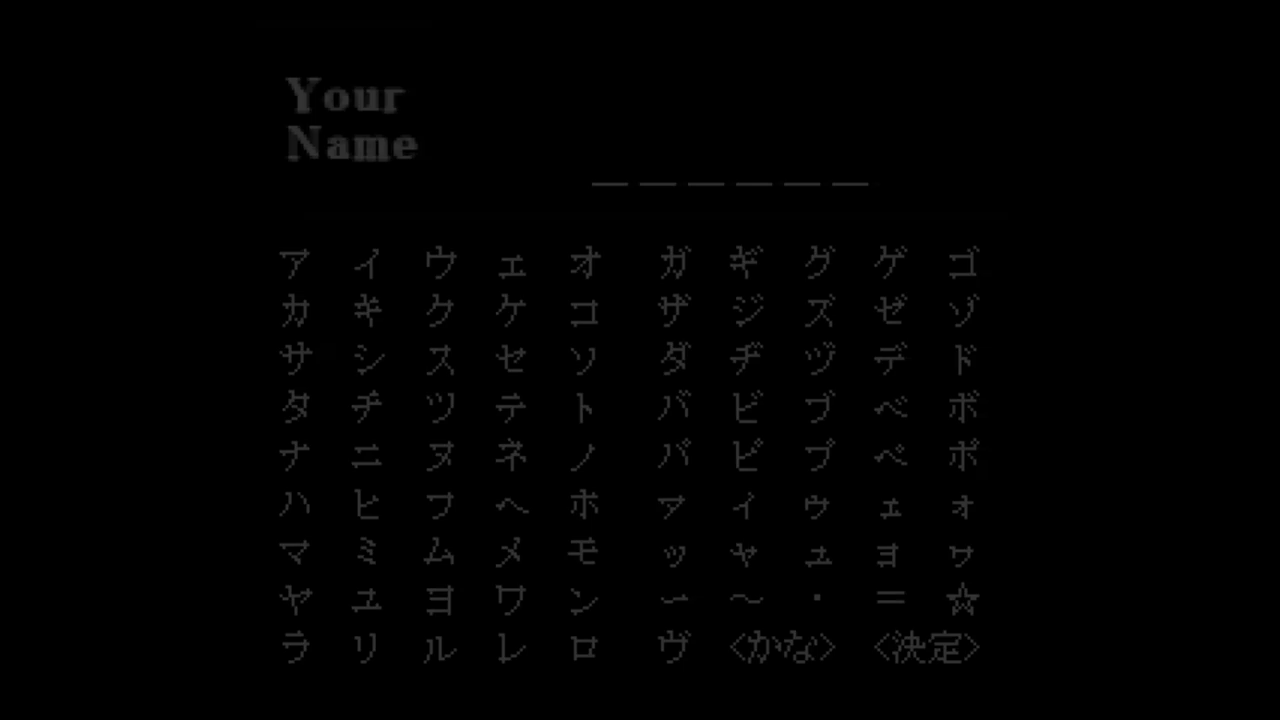 Your
Name
アイウエオ ガギグゲゴ
カキクケコ ザジズゼゾ
サシスセソ ダヂヅデド
タチツテト バビブベボ
ナニヌネノ パピプペポ
ハヒフヘホ ァィゥェォ
マミムメモ ッャュョヮ
ヤユヨワン ー〜・=☆
ラリルレロ ヴ <かな> <決定>